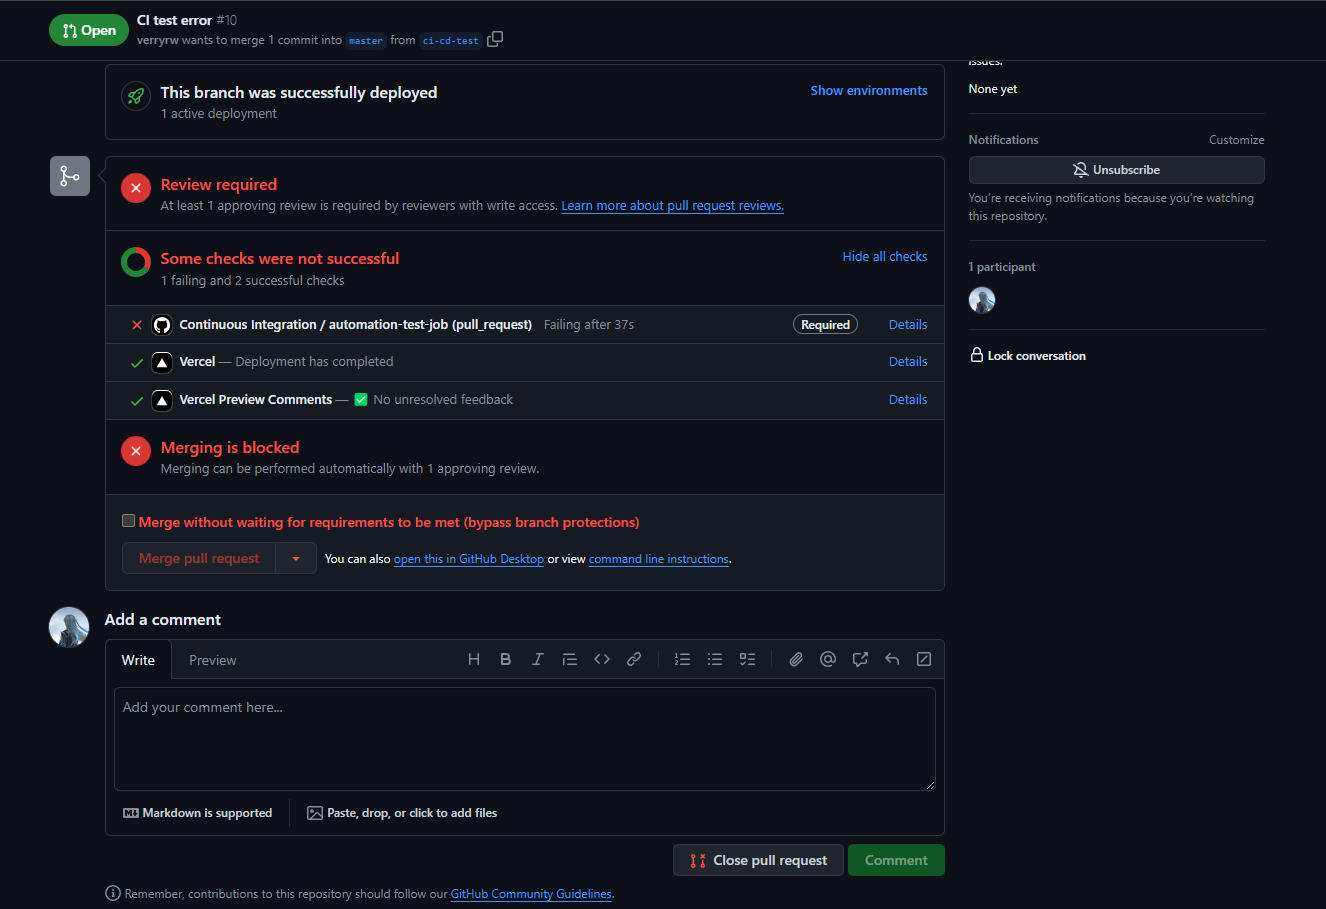 Open
CI test error #10
verryrw wants to merge 1 commit into master from ci-cd-test
This branch was successfully deployed
1 active deployment
Show environments
Review required
At least 1 approving review is required by reviewers with write access. Learn more about pull request reviews.
Some checks were not successful
1 failing and 2 successful checks
Hide all checks
Continuous Integration / automation-test-job (pull_request) Failing after 37s Required Details
Vercel — Deployment has completed Details
Vercel Preview Comments — ✅ No unresolved feedback Details
Merging is blocked
Merging can be performed automatically with 1 approving review.
Merge without waiting for requirements to be met (bypass branch protections)
Merge pull request
You can also open this in GitHub Desktop or view command line instructions.
Add a comment
Write Preview
Add your comment here...
Markdown is supported
Paste, drop, or click to add files
Close pull request
Comment
Remember, contributions to this repository should follow our GitHub Community Guidelines.
issues.
None yet
Notifications
Customize
Unsubscribe
You're receiving notifications because you're watching
this repository.
1 participant
Lock conversation